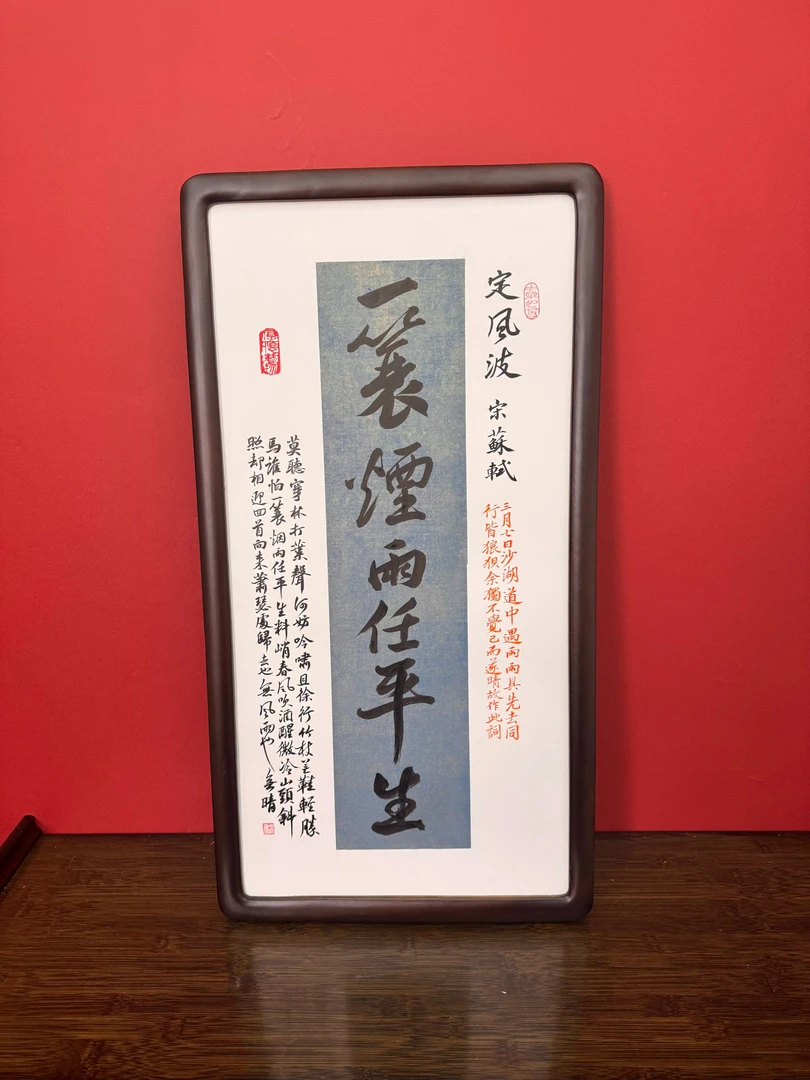 定風波 宋 蘇軾
三月七日沙湖道中遇雨雨具先去同
行皆狼狽余獨不覺已而遂晴故作此詞
一簑煙雨任平生
莫聽穿林打葉聲何妨吟嘯且徐行竹杖芒鞋輕勝
馬誰怕一蓑烟雨任平生料峭春風吹酒醒微冷山頭斜
照却相迎回首向来蕭瑟處歸去也無風雨也無晴